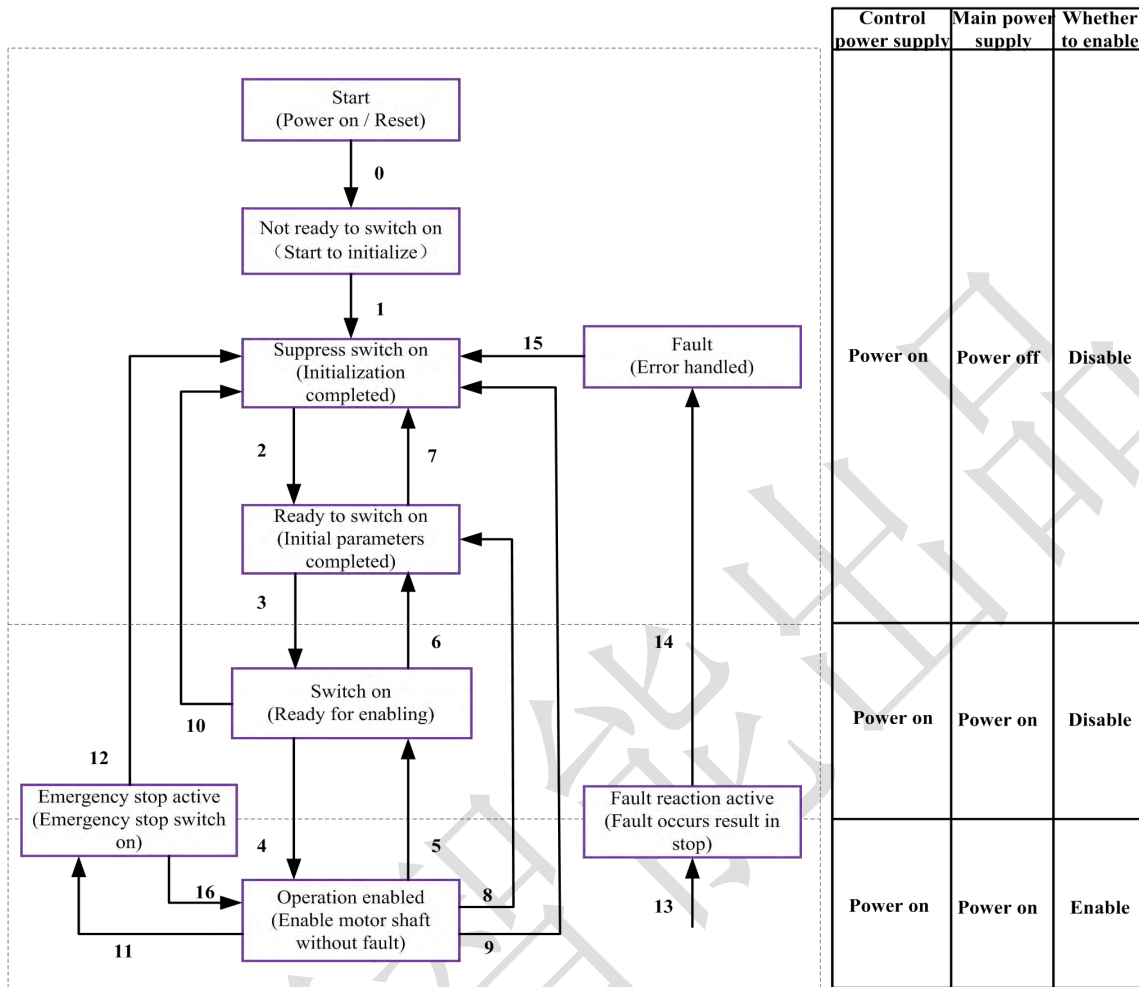 Control
power supply
Main power
supply
Whether
to enable
Start
(Power on / Reset)
0
Not ready to switch on
（Start to initialize）
1
Suppress switch on
(Initialization
completed)
15
Fault
(Error handled)
Power on
Power off
Disable
2
7
Ready to switch on
(Initial parameters
completed)
3
6
14
Switch on
(Ready for enabling)
10
Power on
Power on
Disable
12
Emergency stop active
(Emergency stop switch
on)
Fault reaction active
(Fault occurs result in
stop)
4
5
16
Operation enabled
(Enable motor shaft
without fault)
8
9
11
13
Power on
Power on
Enable
能出品